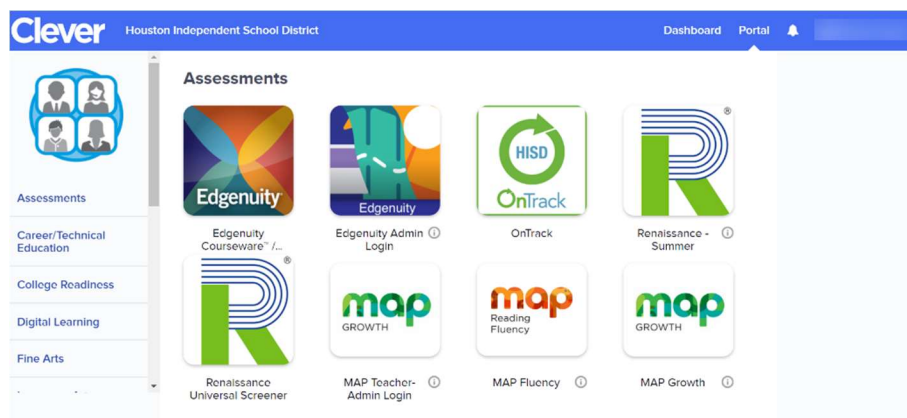 Clever Houston Independent School District Dashboard Portal
Assessments
Edgenuity
Edgenuity
HISD
OnTrack
R®
Assessments
Career/Technical
Education
College Readiness
Digital Learning
Fine Arts
Edgenuity
Courseware™ /...
Edgenuity Admin
Login
OnTrack
Renaissance -
Summer
R®
map
GROWTH
map
Reading
Fluency
map
GROWTH
Renaissance
Universal Screener
MAP Teacher-
Admin Login
MAP Fluency
MAP Growth